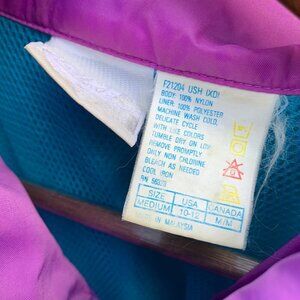 F21204 USH (XD)
BODY: 100% NYLON
LINER: 100% POLYESTER
MACHINE WASH COLD,
DELICATE CYCLE
WITH LIKE COLORS
TUMBLE DRY ON LOW
REMOVE PROMPTLY
ONLY NON CHLORINE
BLEACH AS NEEDED
COOL IRON
RN 56323
SIZE USA CANADA
MEDIUM 10-12 M/M
MADE IN MALAYSIA